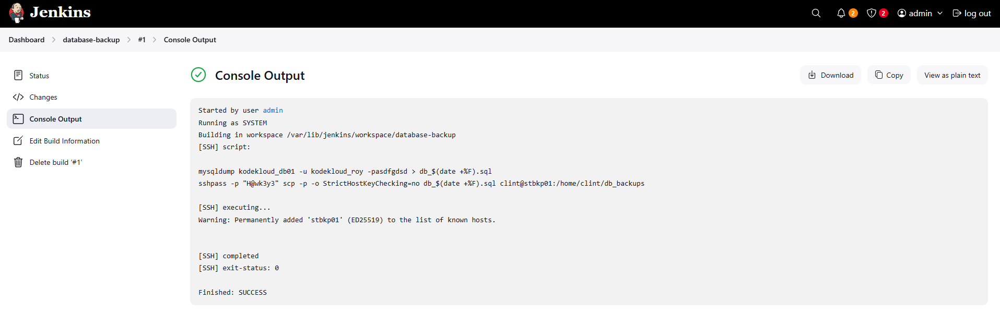 Jenkins
2
2
admin
log out
Dashboard
database-backup
#1
Console Output
Status
Changes
Console Output
Edit Build Information
Delete build ‘#1’
Console Output
Download
Copy
View as plain text
Started by user admin
Running as SYSTEM
Building in workspace /var/lib/jenkins/workspace/database-backup
[SSH] script:
mysqldump kodekloud_db01 -u kodekloud_roy -pasdfgdsd > db_$(date +%F).sql
sshpass -p "H@wk3y3" scp -p -o StrictHostKeyChecking=no db_$(date +%F).sql clint@stbkp01:/home/clint/db_backups
[SSH] executing...
Warning: Permanently added 'stbkp01' (ED25519) to the list of known hosts.
[SSH] completed
[SSH] exit-status: 0
Finished: SUCCESS